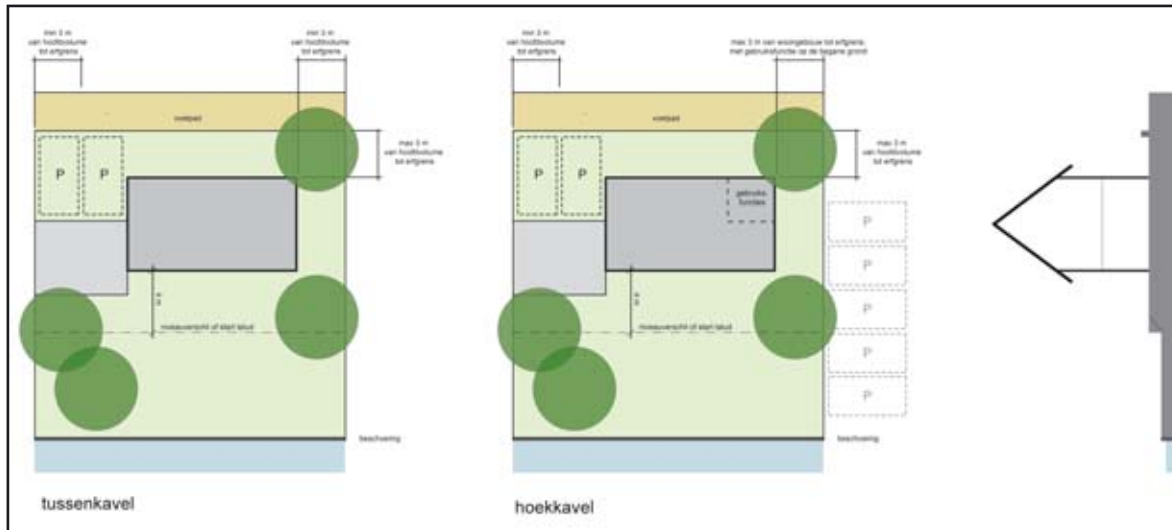 min 3 m
van hoofdvolume
tot erfgrens
min 3 m
van hoofdvolume
tot erfgrens
voetpad
max 3 m
van hoofdvolume
tot erfgrens
P P
niveauverschil of start talud
beschoeiing
tussenkavel
min 3 m
van hoofdvolume
tot erfgrens
max 3 m van woongebouw tot erfgrens,
met gebruiksfunctie op de begane grond
voetpad
max 3 m
van hoofdvolume
tot erfgrens
P P
gebruiks-
functies
P
P
P
P
P
niveauverschil of start talud
beschoeiing
hoekkavel